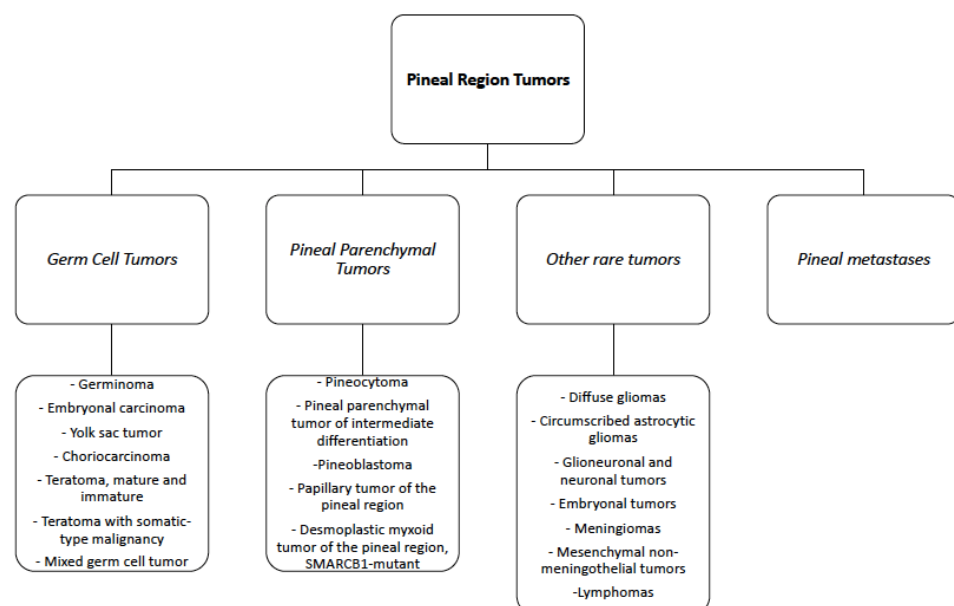 Pineal Region Tumors
Germ Cell Tumors
Pineal Parenchymal
Tumors
Other rare tumors
Pineal metastases
- Germinoma
- Embryonal carcinoma
- Yolk sac tumor
- Choriocarcinoma
- Teratoma, mature and
immature
- Teratoma with somatic-
type malignancy
- Mixed germ cell tumor
- Pineocytoma
- Pineal parenchymal
tumor of intermediate
differentiation
-Pineoblastoma
- Papillary tumor of the
pineal region
- Desmoplastic myxoid
tumor of the pineal region,
SMARCB1-mutant
- Diffuse gliomas
- Circumscribed astrocytic
gliomas
- Glioneuronal and
neuronal tumors
- Embryonal tumors
- Meningiomas
- Mesenchymal non-
meningothelial tumors
-Lymphomas